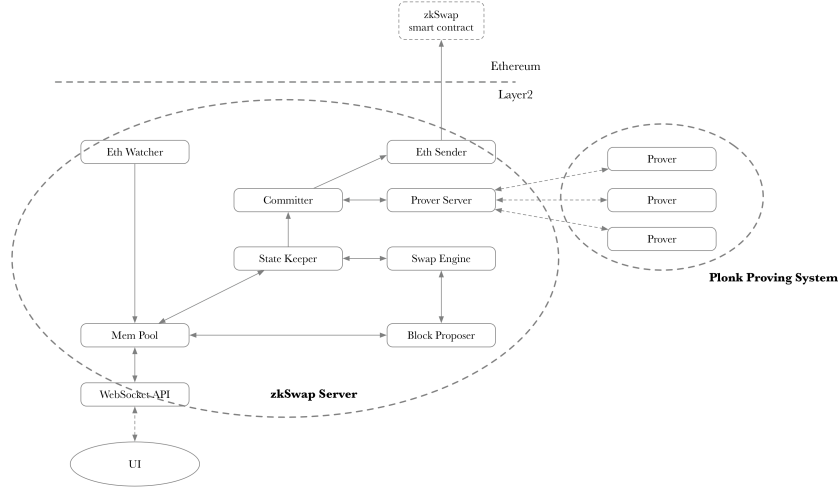 zkSwap
smart contract
Ethereum
Layer2
Eth Watcher
Eth Sender
Prover
Committer
Prover Server
Prover
Prover
State Keeper
Swap Engine
Plonk Proving System
Mem Pool
Block Proposer
WebSocket API
zkSwap Server
UI